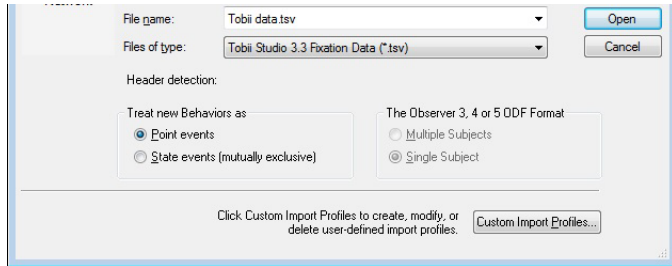 File name: Tobii data.tsv Open
Files of type: Tobii Studio 3.3 Fixation Data (*.tsv) Cancel
Header detection:
Treat new Behaviors as
Point events
State events (mutually exclusive)
The Observer 3, 4 or 5 ODF Format
Multiple Subjects
Single Subject
Click Custom Import Profiles to create, modify, or
delete user-defined import profiles.
Custom Import Profiles...